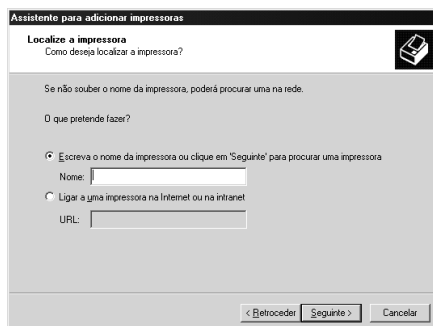 Assistente para adicionar impressoras
Localize a impressora
Como deseja localizar a impressora?
Se não souber o nome da impressora, poderá procurar uma na rede.
O que pretende fazer?
Escreva o nome da impressora ou clique em 'Seguinte' para procurar uma impressora
Nome:
Ligar a uma impressora na Internet ou na intranet
URL:
< Retroceder Seguinte > Cancelar